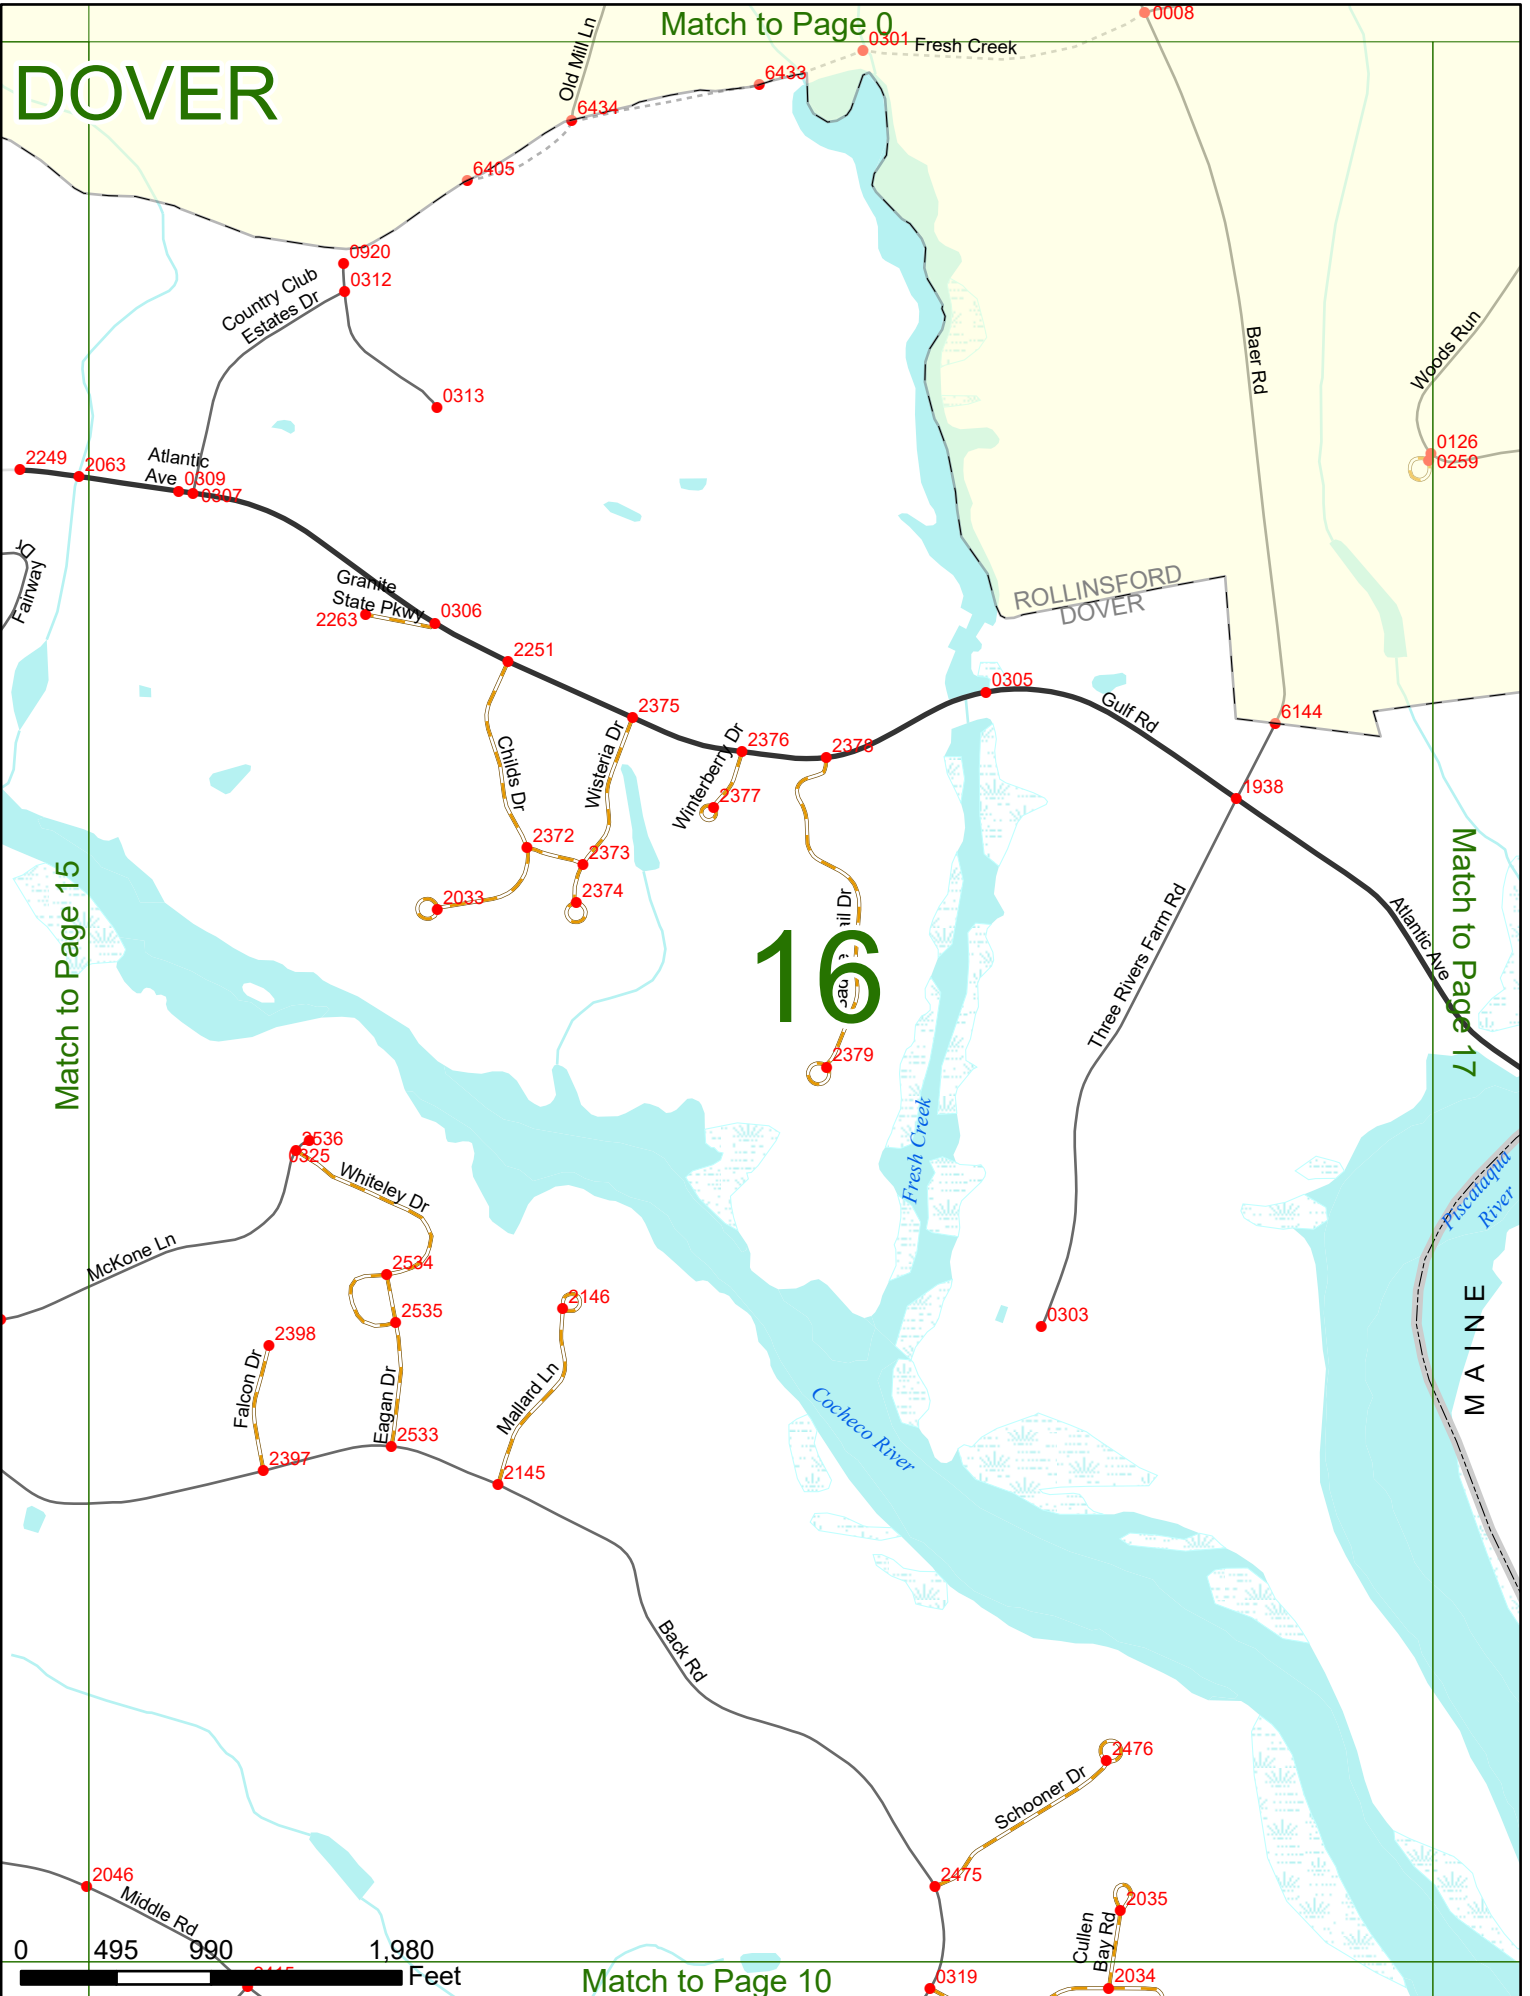 Match to Page 0
0008
0301
Fresh Creek
DOVER
Old Mill Ln
6433
6434
6405
0920
0312
Country Club
Estates Dr
0313
Baer Rd
Woods Run
0126
0259
2249
2063
Atlantic
Ave
0309
0307
Dr
Fairway
Granite
State Pkwy
2263
0306
2251
ROLLINSFORD
DOVER
0305
Gulf Rd
6144
2375
2376
2378
Childs Dr
Wisteria Dr
Winterberry Dr
2377
1938
2372
2373
2374
2033
Match to Page 15
16
Three Rivers Farm Rd
Atlantic Ave
Match to Page 17
2379
Fresh Creek
2536
0325
Whiteley Dr
McKone Ln
2534
2535
2146
2398
Falcon Dr
Eagan Dr
Mallard Ln
2533
2397
2145
0303
Piscataqua
River
MAINE
Cocheco River
Back Rd
2476
Schooner Dr
2475
2046
Middle Rd
2035
Cullen
Bay Rd
2034
0319
0 495 990 1,980
Feet
Match to Page 10